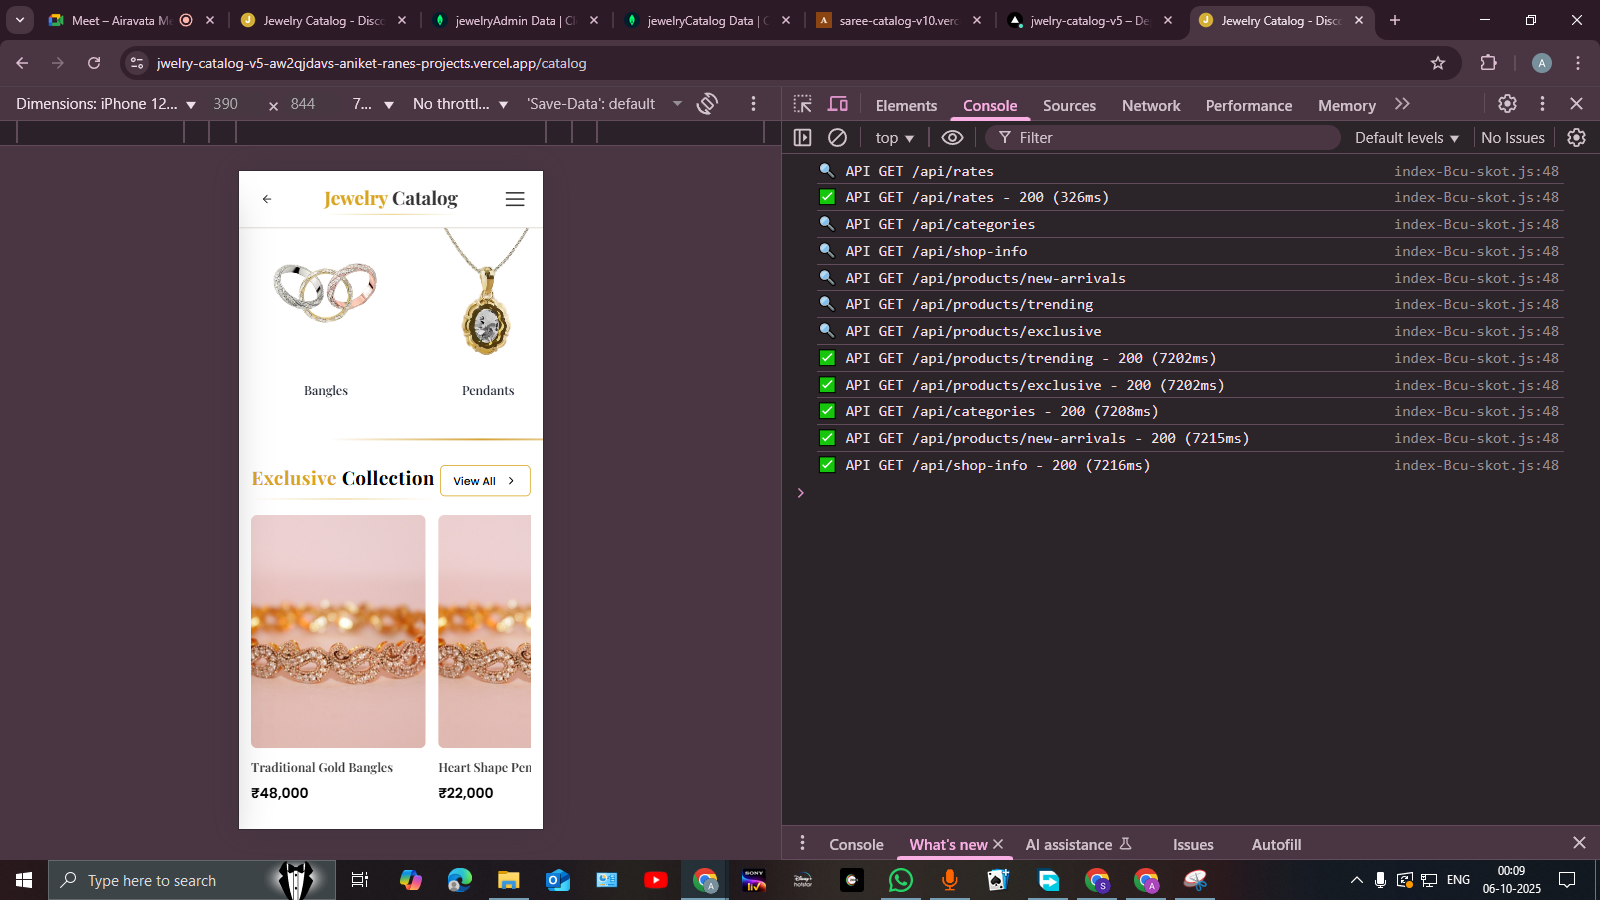 Meet – Airavata Me
Jewelry Catalog - Disco
jewelryAdmin Data | Cl
jewelryCatalog Data | C
saree-catalog-v10.verc
jwelry-catalog-v5 – De
Jewelry Catalog - Disco
jwelry-catalog-v5-aw2qjdavs-aniket-ranes-projects.vercel.app/catalog
A
Dimensions: iPhone 12... ▼ 390 × 844 7... ▼ No throttl... ▼ 'Save-Data': default
Elements Console Sources Network Performance Memory
top ▼ Filter Default levels ▼ No Issues
Jewelry Catalog
Bangles Pendants
Exclusive Collection View All
Traditional Gold Bangles Heart Shape Pen
₹48,000 ₹22,000
API GET /api/rates index-Bcu-skot.js:48
API GET /api/rates - 200 (326ms) index-Bcu-skot.js:48
API GET /api/categories index-Bcu-skot.js:48
API GET /api/shop-info index-Bcu-skot.js:48
API GET /api/products/new-arrivals index-Bcu-skot.js:48
API GET /api/products/trending index-Bcu-skot.js:48
API GET /api/products/exclusive index-Bcu-skot.js:48
API GET /api/products/trending - 200 (7202ms) index-Bcu-skot.js:48
API GET /api/products/exclusive - 200 (7202ms) index-Bcu-skot.js:48
API GET /api/categories - 200 (7208ms) index-Bcu-skot.js:48
API GET /api/products/new-arrivals - 200 (7215ms) index-Bcu-skot.js:48
API GET /api/shop-info - 200 (7216ms) index-Bcu-skot.js:48
Console What's new AI assistance Issues Autofill
Type here to search
SONY
liv
ENG
00:09
06-10-2025